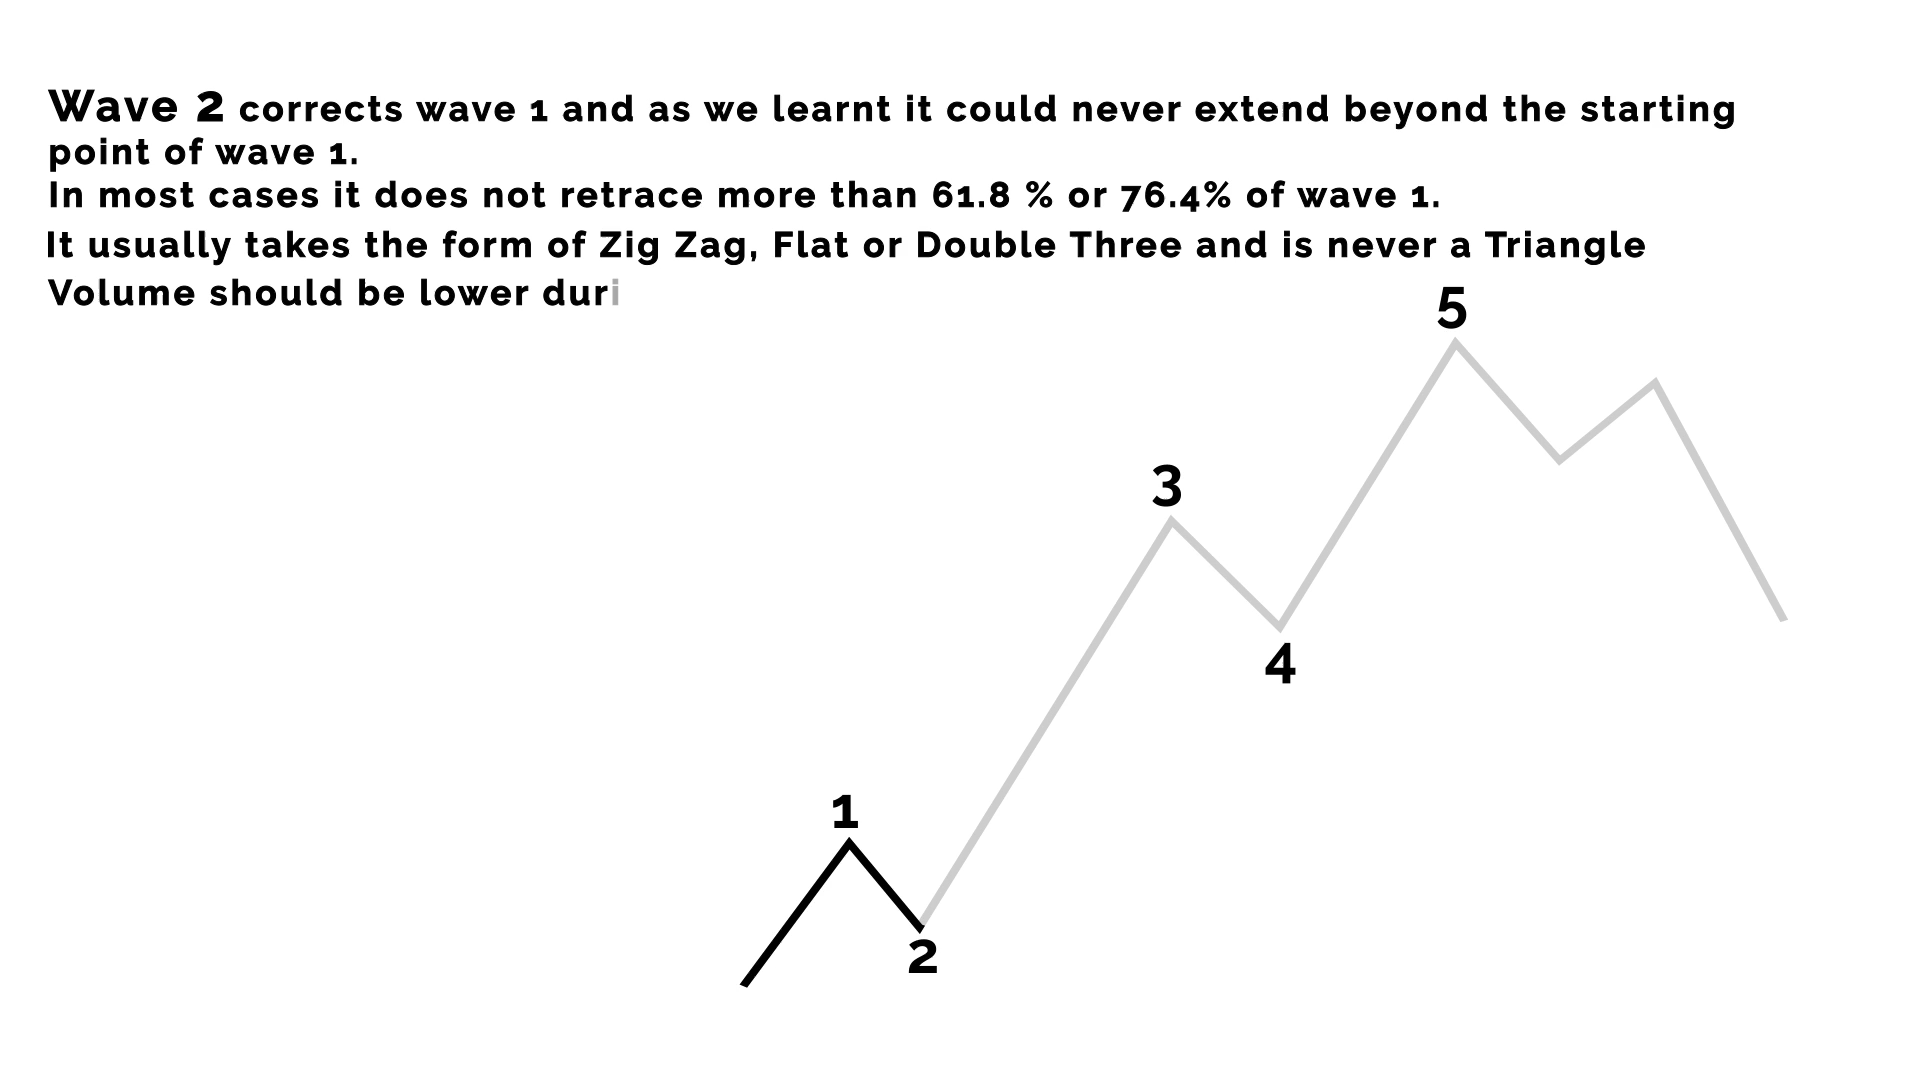 Wave 2 corrects wave 1 and as we learnt it could never extend beyond the starting
point of wave 1.
In most cases it does not retrace more than 61.8 % or 76.4% of wave 1.
It usually takes the form of Zig Zag, Flat or Double Three and is never a Triangle
Volume should be lower duri
5
3
4
1
2